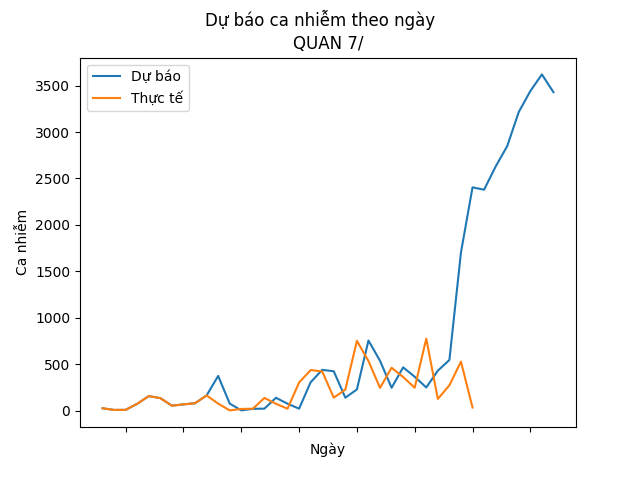 Dự báo ca nhiễm theo ngày
QUAN 7/
Dự báo
Thực tế
3500
3000
2500
2000
1500
1000
500
0
Ca nhiễm
Ngày